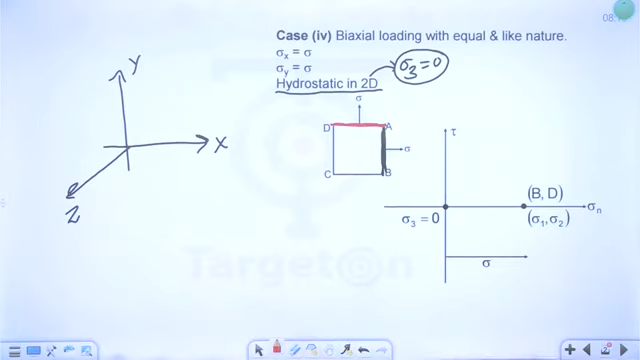 Case (iv) Biaxial loading with equal & like nature.
σx = σ
σy = σ
Hydrostatic in 2D
σ3=0
Y
X
Z
σ
D
A
σ
C
B
τ
(B, D)
σn
σ3 = 0
(σ1, σ2)
σ
Targeton